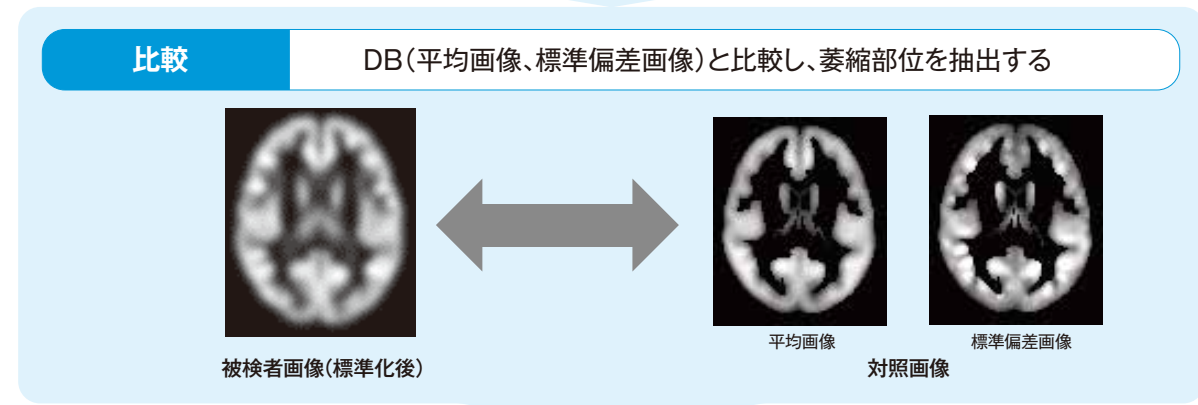 比較
DB(平均画像、標準偏差画像)と比較し、萎縮部位を抽出する
平均画像
標準偏差画像
被検者画像(標準化後)
対照画像